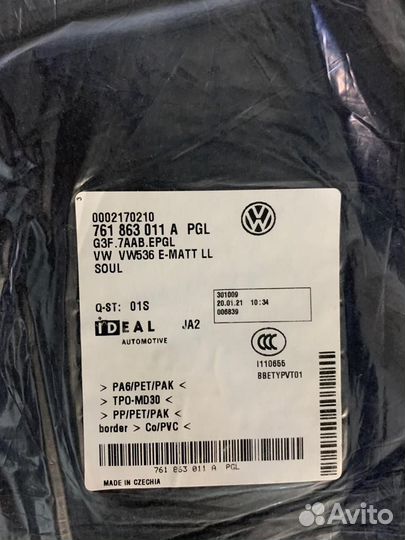 0002170210
761 863 011 A PGL
G3F.7AAB.EPGL
VW VW536 E-MATT LL
SOUL
Q-ST: 01S
301009
20.01.21 10:34
006839
IDEAL JA2
AUTOMOTIVE
CCC
I110655
BBETYPVT01
> PA6/PET/PAK <
> TPO-MD30 <
> PP/PET/PAK <
border > Co/PVC <
761 863 011 A PGL
MADE IN CZECHIA
Avito